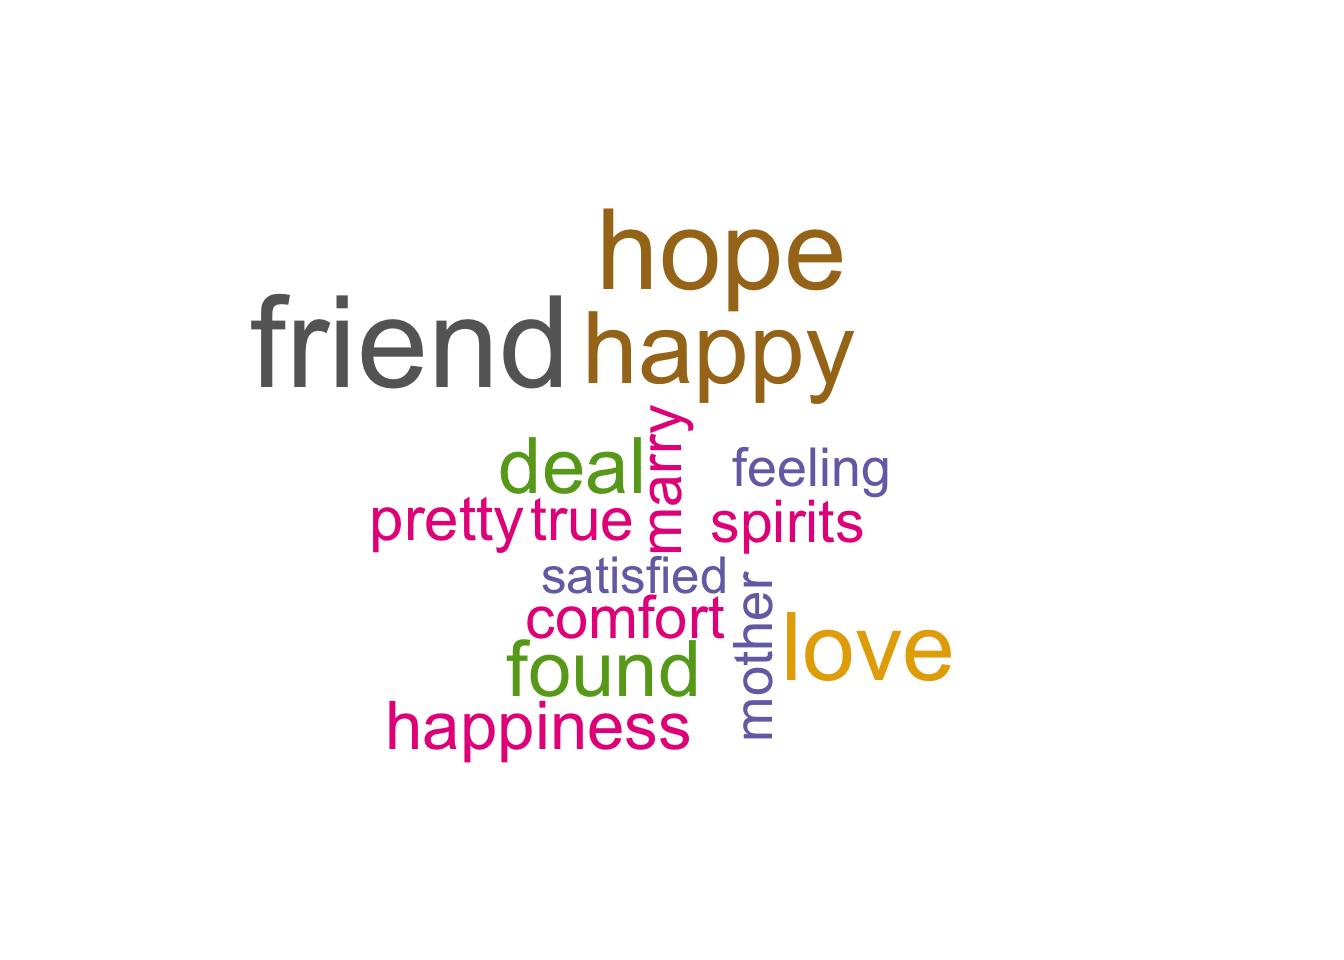 hope
friend happy
marry
deal
feeling
pretty true
spirits
satisfied
mother
comfort
love
found
happiness